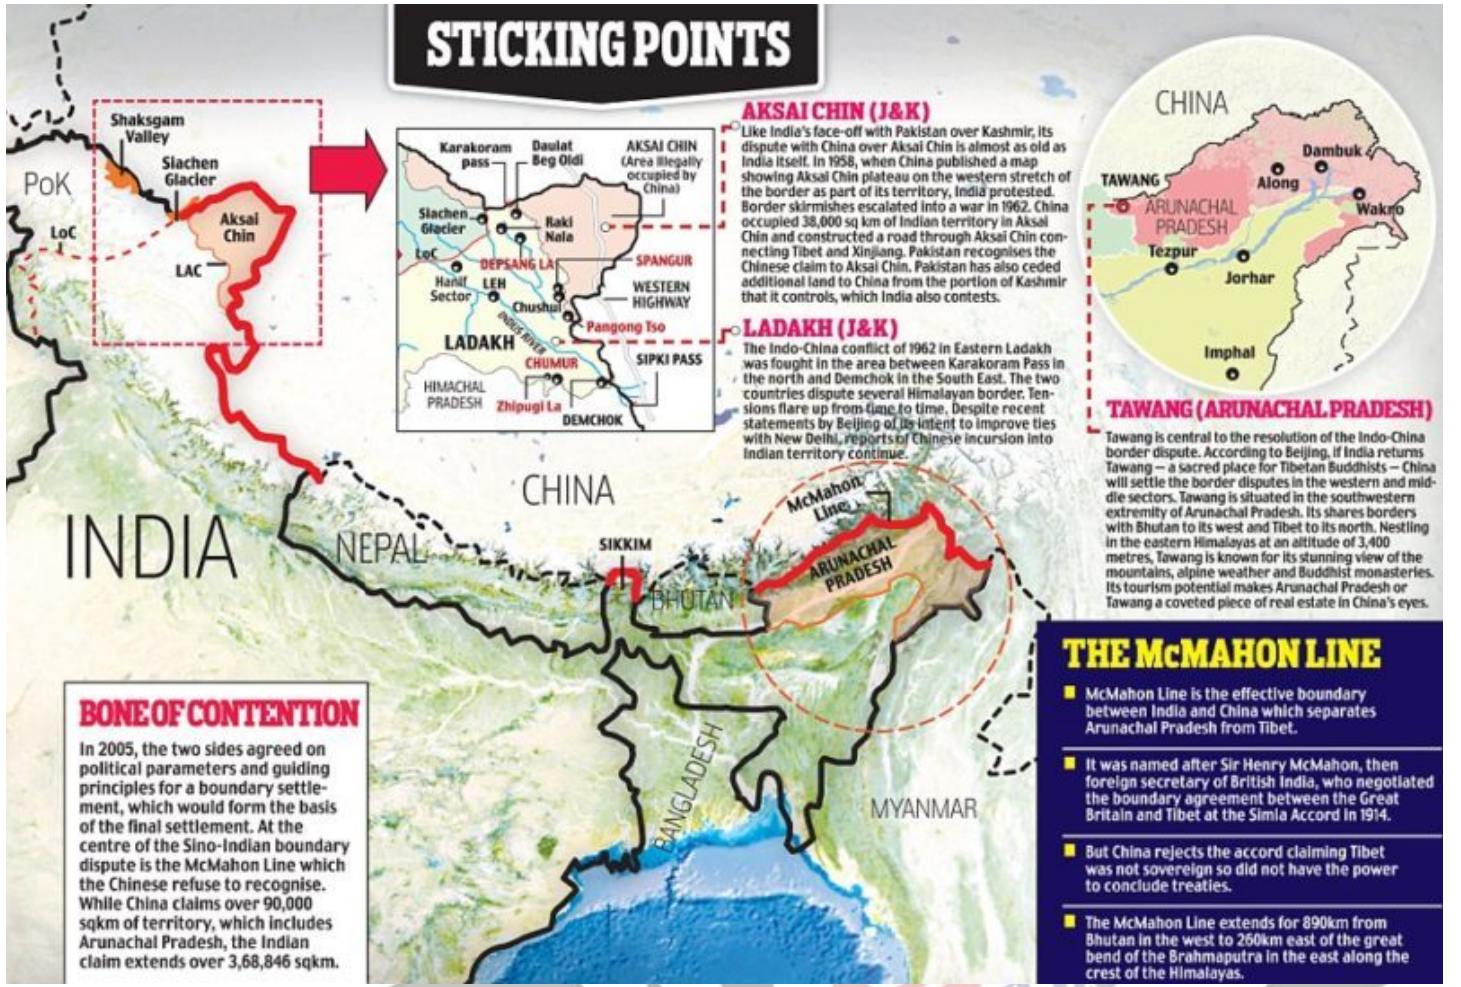 STICKING POINTS
Shaksgam
Valley
Siachen
Glacier
PoK
LoC
Aksai
Chin
LAC
Karakoram
pass
Daulat
Beg Oldi
AKSAI CHIN
(Area illegally
occupied by
China)
Siachen
Glacier
Raki
Nala
LoC
DEPSANG LA
SPANGUR
Hanif
Sector
LEH
WESTERN
HIGHWAY
Chushul
INDUS RIVER
Pangong Tso
LADAKH
SIPKI PASS
CHUMUR
HIMACHAL
PRADESH
Zhipugi La
DEMCHOK
AKSAI CHIN (J&K)
Like India's face-off with Pakistan over Kashmir, its
dispute with China over Aksai Chin is almost as old as
India itself. In 1958, when China published a map
showing Aksai Chin plateau on the western stretch of
the border as part of its territory, India protested.
Border skirmishes escalated into a war in 1962. China
occupied 38,000 sq km of Indian territory in Aksai
Chin and constructed a road through Aksai Chin con-
necting Tibet and Xinjiang. Pakistan recognises the
Chinese claim to Aksai Chin. Pakistan has also ceded
additional land to China from the portion of Kashmir
that it controls, which India also contests.
LADAKH (J&K)
The Indo-China conflict of 1962 in Eastern Ladakh
was fought in the area between Karakoram Pass in
the north and Demchok in the South East. The two
countries dispute several Himalayan border. Ten-
sions flare up from time to time. Despite recent
statements by Beijing of its intent to improve ties
with New Delhi, reports of Chinese incursion into
Indian territory continue.
CHINA
Dambuk
TAWANG
Along
ARUNACHAL
PRADESH
Wakro
Tezpur
Jorhar
Imphal
TAWANG (ARUNACHAL PRADESH)
Tawang is central to the resolution of the Indo-China
border dispute. According to Beijing, if India returns
Tawang — a sacred place for Tibetan Buddhists — China
will settle the border disputes in the western and mid-
dle sectors. Tawang is situated in the southwestern
extremity of Arunachal Pradesh. Its shares borders
with Bhutan to its west and Tibet to its north. Nestling
in the eastern Himalayas at an altitude of 3,400
metres, Tawang is known for its stunning view of the
mountains, alpine weather and Buddhist monasteries.
Its tourism potential makes Arunachal Pradesh or
Tawang a coveted piece of real estate in China's eyes.
CHINA
McMahon
Line
INDIA
NEPAL
SIKKIM
BHUTAN
ARUNACHAL
PRADESH
BANGLADESH
MYANMAR
BONE OF CONTENTION
In 2005, the two sides agreed on
political parameters and guiding
principles for a boundary settle-
ment, which would form the basis
of the final settlement. At the
centre of the Sino-Indian boundary
dispute is the McMahon Line which
the Chinese refuse to recognise.
While China claims over 90,000
sqkm of territory, which includes
Arunachal Pradesh, the Indian
claim extends over 3,68,846 sqkm.
THE McMAHON LINE
McMahon Line is the effective boundary
between India and China which separates
Arunachal Pradesh from Tibet.
It was named after Sir Henry McMahon, then
foreign secretary of British India, who negotiated
the boundary agreement between the Great
Britain and Tibet at the Simla Accord in 1914.
But China rejects the accord claiming Tibet
was not sovereign so did not have the power
to conclude treaties.
The McMahon Line extends for 890km from
Bhutan in the west to 260km east of the great
bend of the Brahmaputra in the east along the
crest of the Himalayas.